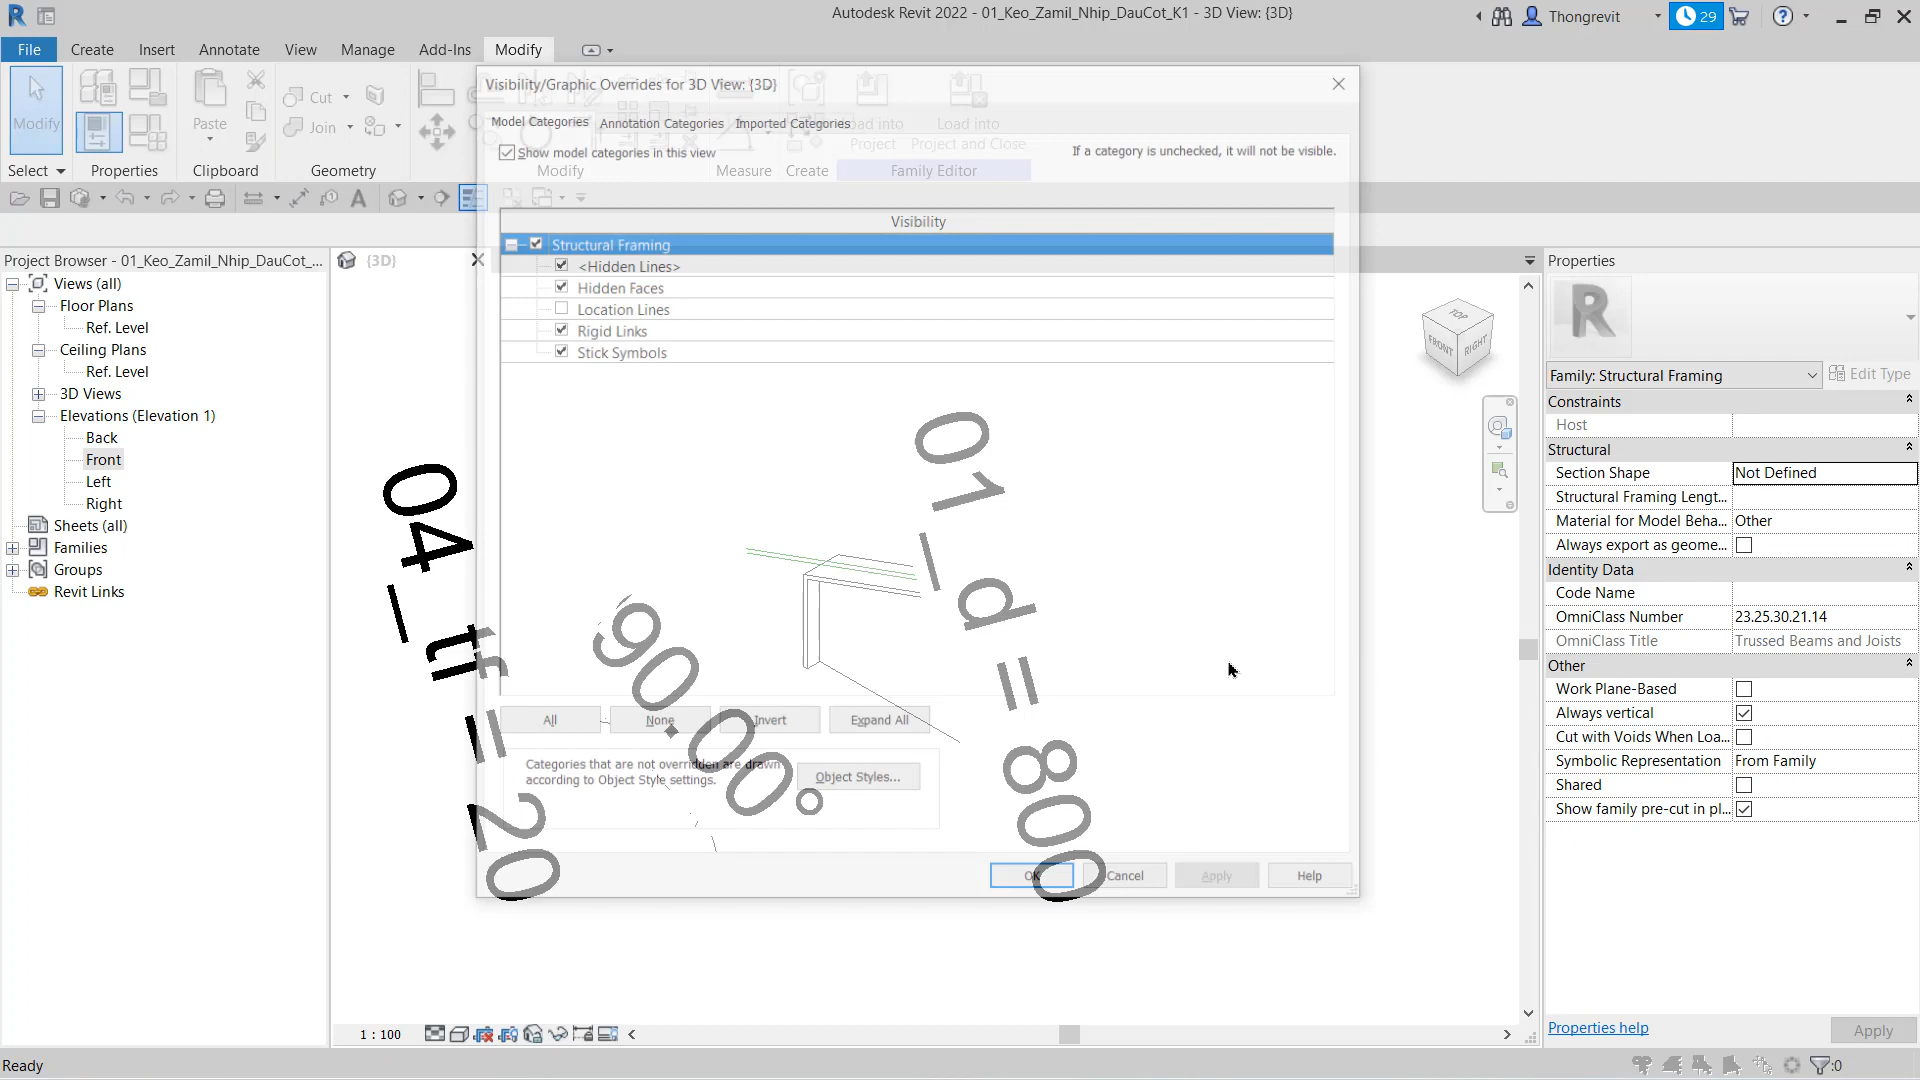 Autodesk Revit 2022 - 01_Keo_Zamil_Nhip_DauCot_K1 - 3D View: {3D}
Thongrevit
29
File
Create
Insert
Annotate
View
Manage
Add-Ins
Modify
Modify
Paste
Cut
Join
Load into
Project
Load into
Project and Close
Select
Properties
Clipboard
Geometry
Modify
Measure
Create
Family Editor
Visibility/Graphic Overrides for 3D View: {3D}
Model Categories
Annotation Categories
Imported Categories
Show model categories in this view
If a category is unchecked, it will not be visible.
Visibility
Structural Framing
<Hidden Lines>
Hidden Faces
Location Lines
Rigid Links
Stick Symbols
All
None
Invert
Expand All
Categories that are not overridden are drawn
according to Object Style settings.
Object Styles...
OK
Cancel
Apply
Help
Project Browser - 01_Keo_Zamil_Nhip_DauCot_...
Views (all)
Floor Plans
Ref. Level
Ceiling Plans
Ref. Level
3D Views
Elevations (Elevation 1)
Back
Front
Left
Right
Sheets (all)
Families
Groups
Revit Links
{3D}
04_tf = 20
90.00°
01_d = 800
TOP
FRONT
RIGHT
Properties
R
Family: Structural Framing
Edit Type
Constraints
Host
Structural
Section Shape
Not Defined
Structural Framing Lengt...
Material for Model Beha...
Other
Always export as geome...
Identity Data
Code Name
OmniClass Number
23.25.30.21.14
OmniClass Title
Trussed Beams and Joists
Other
Work Plane-Based
Always vertical
Cut with Voids When Loa...
Symbolic Representation
From Family
Shared
Show family pre-cut in pl...
Properties help
Apply
1 : 100
Ready
:0